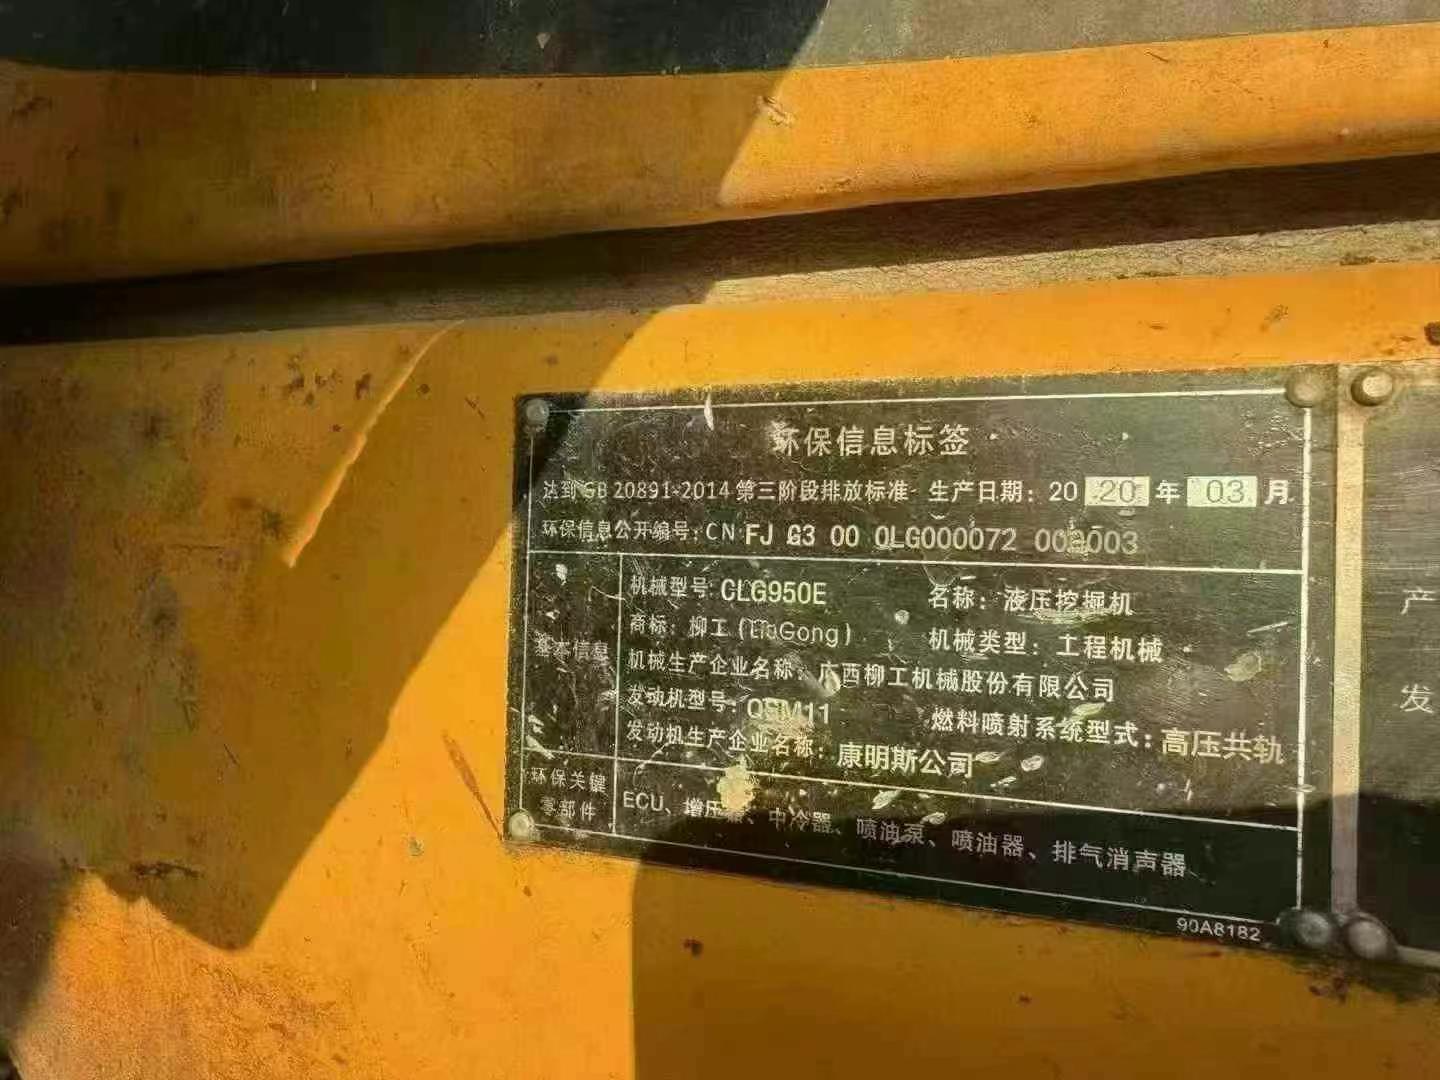 环保信息标签
达到GB 20891-2014 第三阶段排放标准 生产日期：20 20 年 03 月
环保信息公开编号：CN FJ G3 00 0LG000072 000003
基本信息
机械型号：CLG950E 名称：液压挖掘机
商标：柳工（LiuGong） 机械类型：工程机械
机械生产企业名称：广西柳工机械股份有限公司
发动机型号：QSM11 燃料喷射系统型式：高压共轨
发动机生产企业名称：康明斯公司
环保关键
零部件
ECU、增压器、中冷器、喷油泵、喷油器、排气消声器
90A8182
产
发